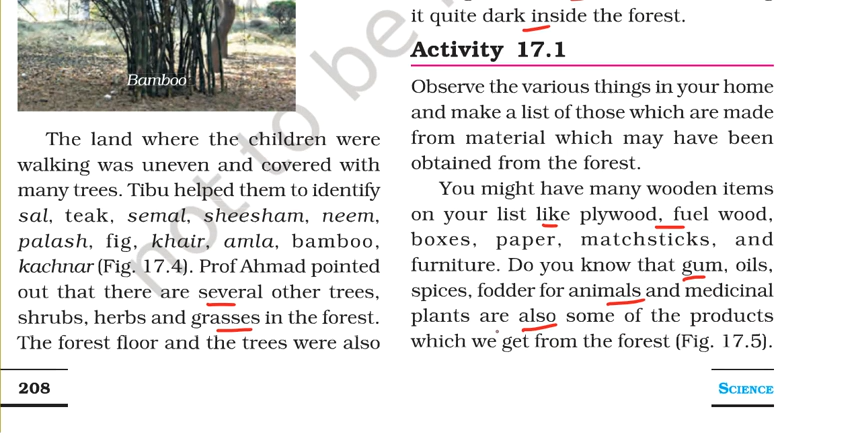 Bamboo
The land where the children were
walking was uneven and covered with
many trees. Tibu helped them to identify
sal, teak, semal, sheesham, neem,
palash, fig, khair, amla, bamboo,
kachnar (Fig. 17.4). Prof Ahmad pointed
out that there are several other trees,
shrubs, herbs and grasses in the forest.
The forest floor and the trees were also
208
it quite dark inside the forest.
Activity 17.1
Observe the various things in your home
and make a list of those which are made
from material which may have been
obtained from the forest.
You might have many wooden items
on your list like plywood, fuel wood,
boxes, paper, matchsticks, and
furniture. Do you know that gum, oils,
spices, fodder for animals and medicinal
plants are also some of the products
which we get from the forest (Fig. 17.5).
SCIENCE
not to be